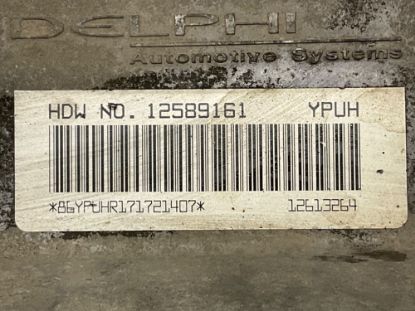 DELPHI
Automotive Systems
HDW NO. 12589161 YPUH
*86YPUHR171721407* 12613264